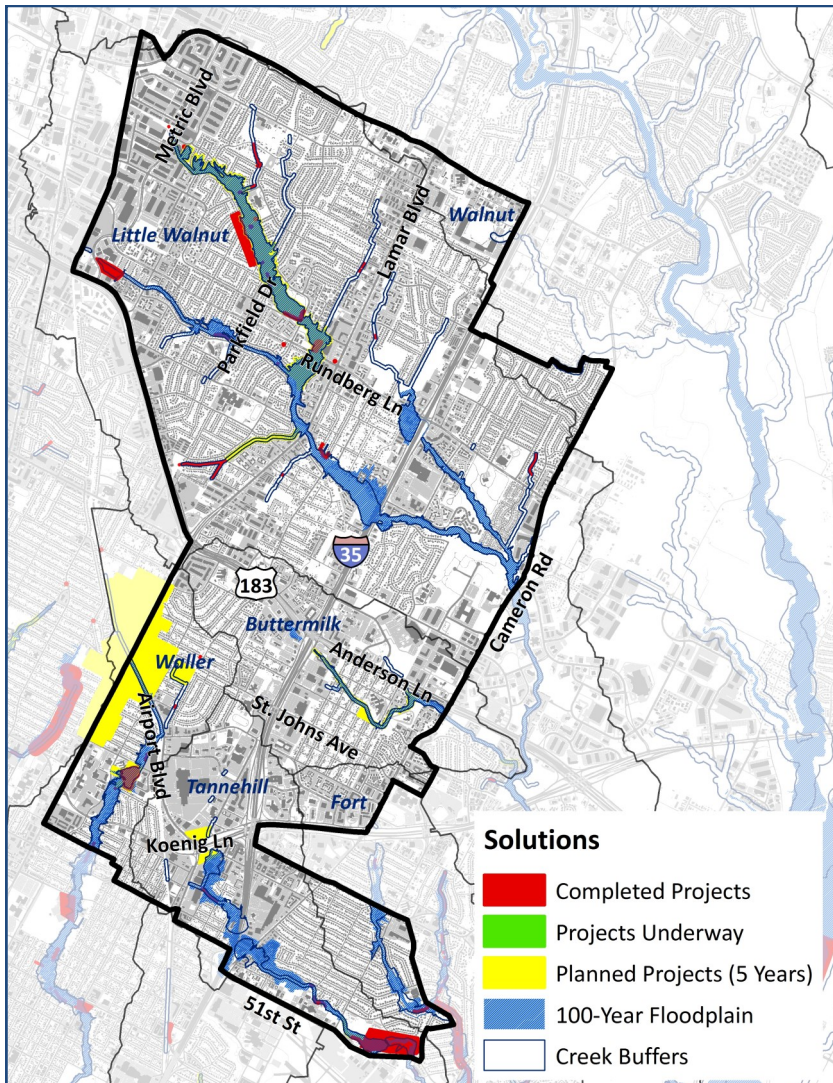 Metric Blvd
Lamar Blvd
Walnut
Little Walnut
Parkfield Dr
Rundberg Ln
35
183
Cameron Rd
Buttermilk
Anderson Ln
Waller
St. Johns Ave
Airport Blvd
Tannehill
Fort
Koenig Ln
51st St
Solutions
Completed Projects
Projects Underway
Planned Projects (5 Years)
100-Year Floodplain
Creek Buffers